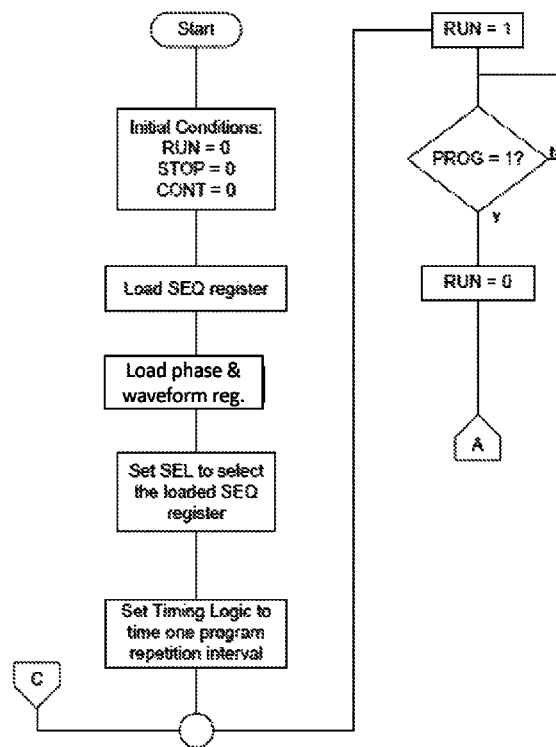 Start
Initial Conditions:
RUN = 0
STOP = 0
CONT = 0
Load SEQ register
Load phase &
waveform reg.
Set SEL to select
the loaded SEQ
register
Set Timing Logic to
time one program
repetition interval
C
RUN = 1
PROG = 1?
y
RUN = 0
A